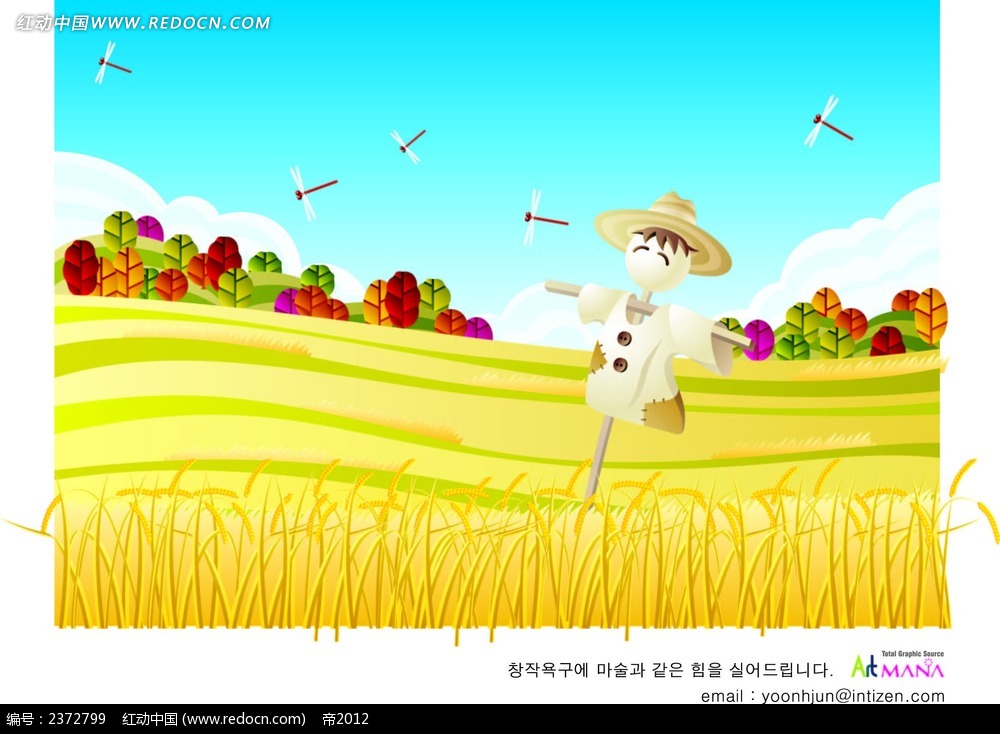 红动中国WWW.REDOCN.COM
Total Graphic Source
창작욕구에 마술과 같은 힘을 실어드립니다. Art MANA
email : yoonhjun@intizen.com
编号：2372799 红动中国 (www.redocn.com) 帝2012